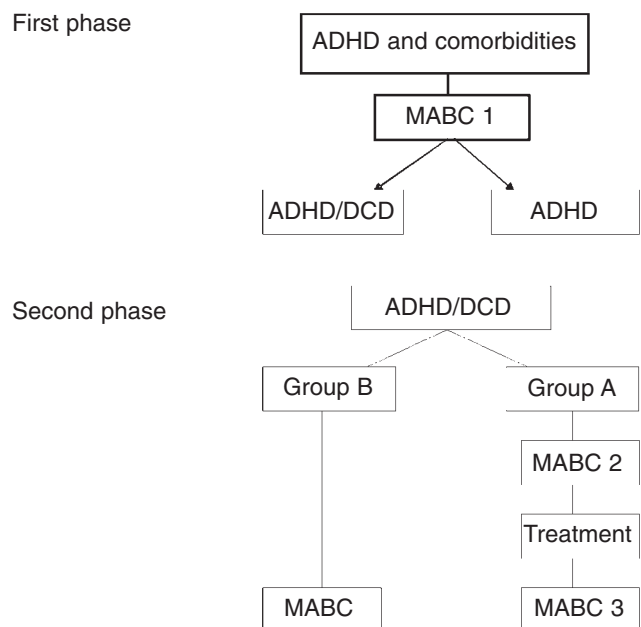 First phase
ADHD and comorbidities
MABC 1
ADHD/DCD
ADHD
Second phase
ADHD/DCD
Group B
Group A
MABC 2
Treatment
MABC
MABC 3